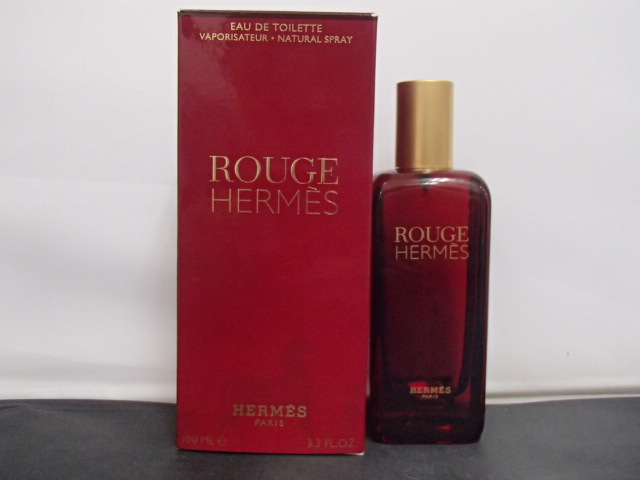 EAU DE TOILETTE
VAPORISATEUR • NATURAL SPRAY
ROUGE
HERMÈS
HERMÈS
PARIS
100 ML e 3.3 FL.OZ.
ROUGE
HERMÈS
HERMÈS
PARIS